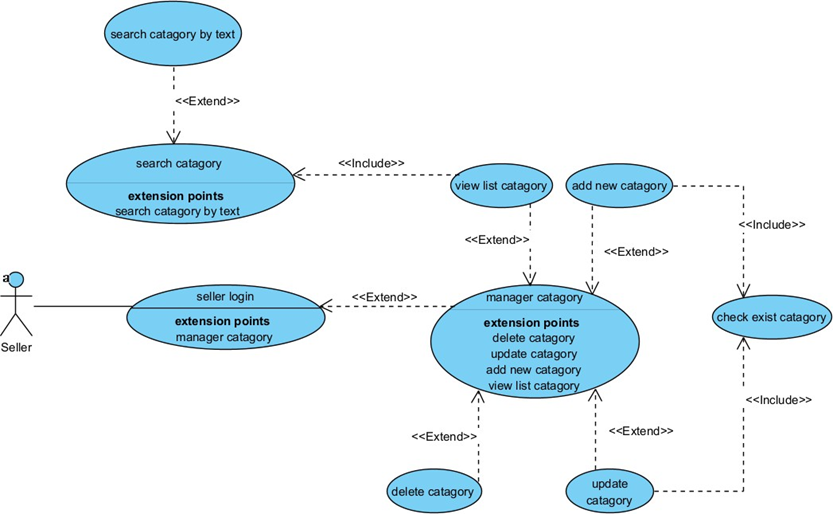 search catagory by text
<<Extend>>
search catagory
extension points
search catagory by text
<<Include>>
view list catagory
add new catagory
<<Extend>>
<<Extend>>
<<Include>>
a
Seller
seller login
extension points
manager catagory
<<Extend>>
manager catagory
extension points
delete catagory
update catagory
add new catagory
view list catagory
check exist catagory
<<Extend>>
<<Extend>>
<<Include>>
delete catagory
update
catagory